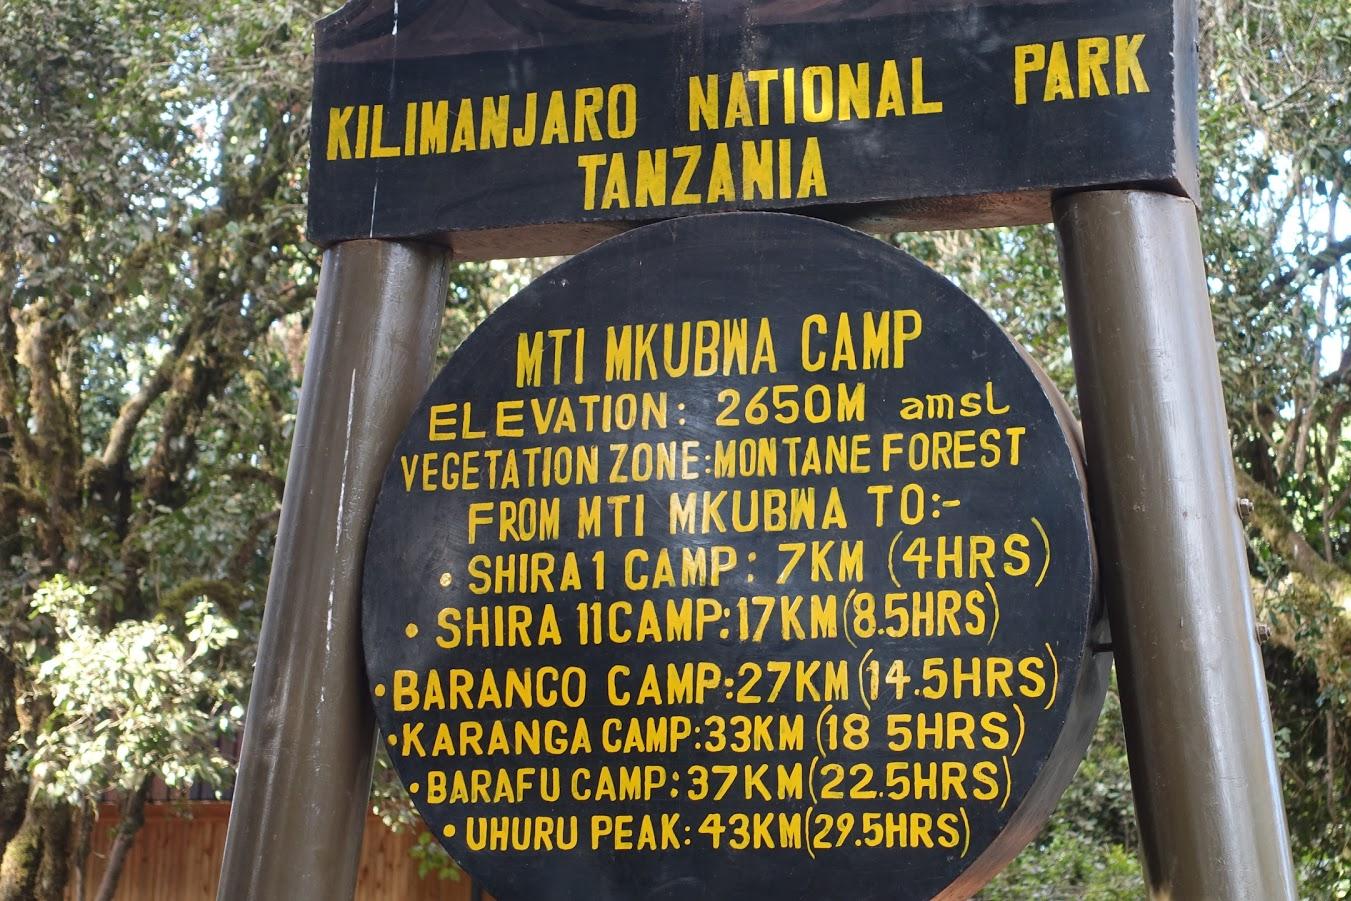 KILIMANJARO NATIONAL PARK
TANZANIA
MTI MKUBWA CAMP
ELEVATION: 2650M amsL
VEGETATION ZONE:MONTANE FOREST
FROM MTI MKUBWA TO:-
• SHIRA 1 CAMP: 7KM (4HRS)
• SHIRA 11CAMP:17KM(8.5HRS)
•BARANCO CAMP:27KM(14.5HRS)
•KARANGA CAMP:33KM(18 5HRS)
•BARAFU CAMP:37KM(22.5HRS)
•UHURU PEAK:43KM(29.5HRS)